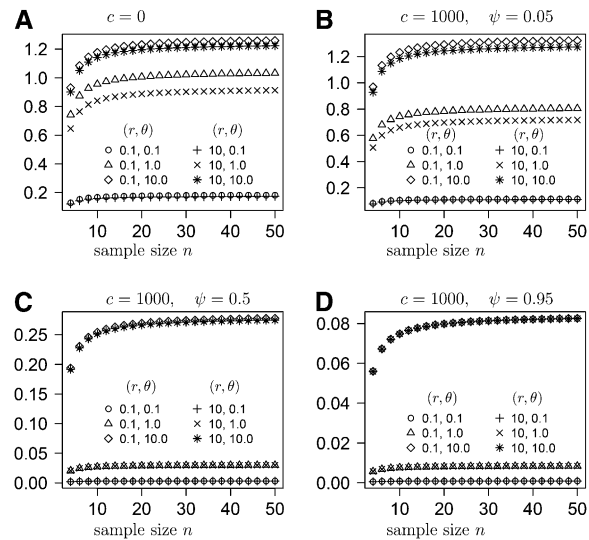 A
c = 0
1.2
1.0
0.8
0.6
0.4
0.2
(r, θ)
0.1, 0.1
0.1, 1.0
0.1, 10.0
(r, θ)
10, 0.1
10, 1.0
10, 10.0
10 20 30 40 50
sample size n
B
c = 1000, ψ = 0.05
1.2
1.0
0.8
0.6
0.4
0.2
(r, θ)
0.1, 0.1
0.1, 1.0
0.1, 10.0
(r, θ)
10, 0.1
10, 1.0
10, 10.0
10 20 30 40 50
sample size n
C
c = 1000, ψ = 0.5
0.25
0.20
0.15
0.10
0.05
0.00
(r, θ)
0.1, 0.1
0.1, 1.0
0.1, 10.0
(r, θ)
10, 0.1
10, 1.0
10, 10.0
10 20 30 40 50
sample size n
D
c = 1000, ψ = 0.95
0.08
0.06
0.04
0.02
0.00
(r, θ)
0.1, 0.1
0.1, 1.0
0.1, 10.0
(r, θ)
10, 0.1
10, 1.0
10, 10.0
10 20 30 40 50
sample size n